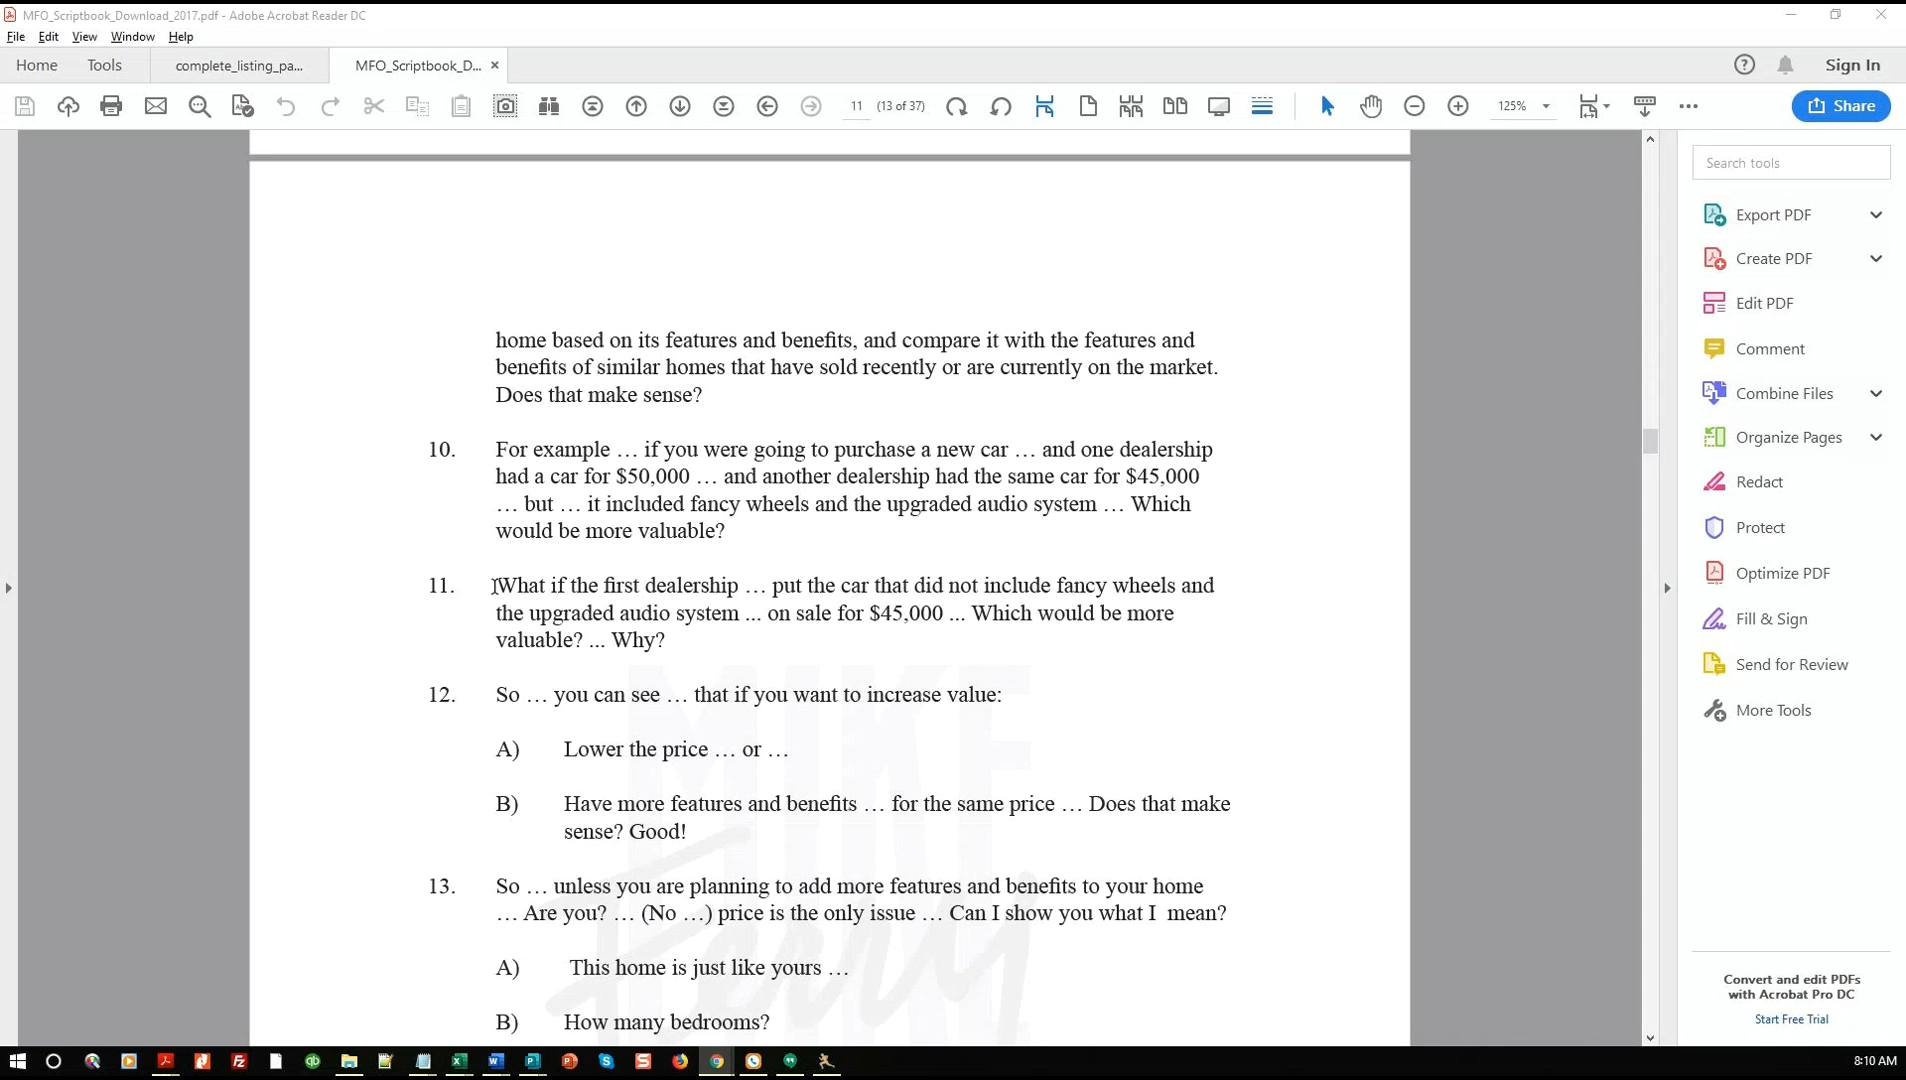 MFO_Scriptbook_Download_2017.pdf - Adobe Acrobat Reader DC
File Edit View Window Help
Home Tools complete_listing_pa... MFO_Scriptbook_D... × Sign In
11 (13 of 37) 125% Share
Search tools
Export PDF
Create PDF
Edit PDF
Comment
Combine Files
Organize Pages
Redact
Protect
Optimize PDF
Fill & Sign
Send for Review
More Tools
Convert and edit PDFs
with Acrobat Pro DC
Start Free Trial
home based on its features and benefits, and compare it with the features and
benefits of similar homes that have sold recently or are currently on the market.
Does that make sense?
10. For example … if you were going to purchase a new car … and one dealership
had a car for $50,000 … and another dealership had the same car for $45,000
… but … it included fancy wheels and the upgraded audio system … Which
would be more valuable?
11. What if the first dealership … put the car that did not include fancy wheels and
the upgraded audio system ... on sale for $45,000 ... Which would be more
valuable? ... Why?
12. So … you can see … that if you want to increase value:
A) Lower the price … or …
B) Have more features and benefits … for the same price … Does that make
sense? Good!
13. So … unless you are planning to add more features and benefits to your home
… Are you? … (No …) price is the only issue … Can I show you what I mean?
A) This home is just like yours …
B) How many bedrooms?
MIKE
Ferry
8:10 AM